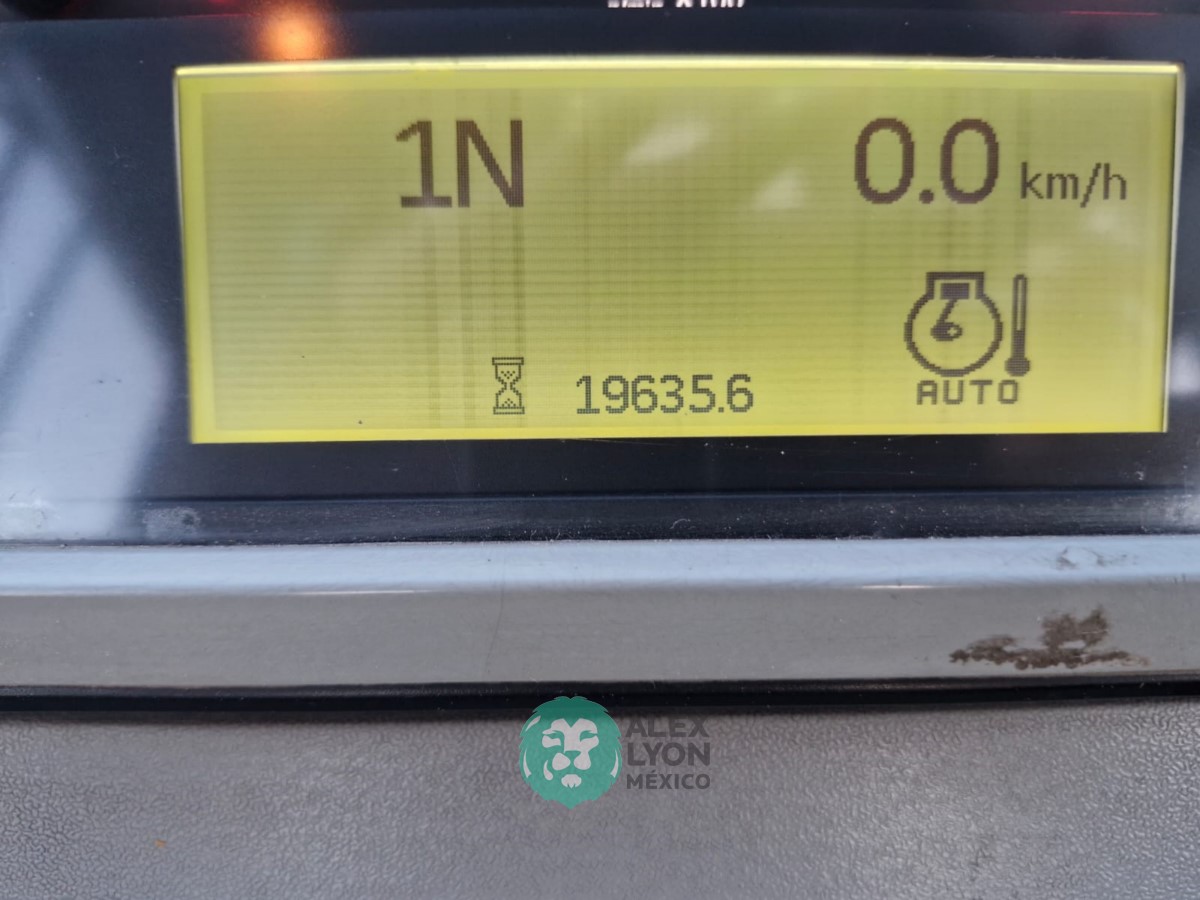 1N
0.0 km/h
19635.6
AUTO
ALEX
LYON
MÉXICO